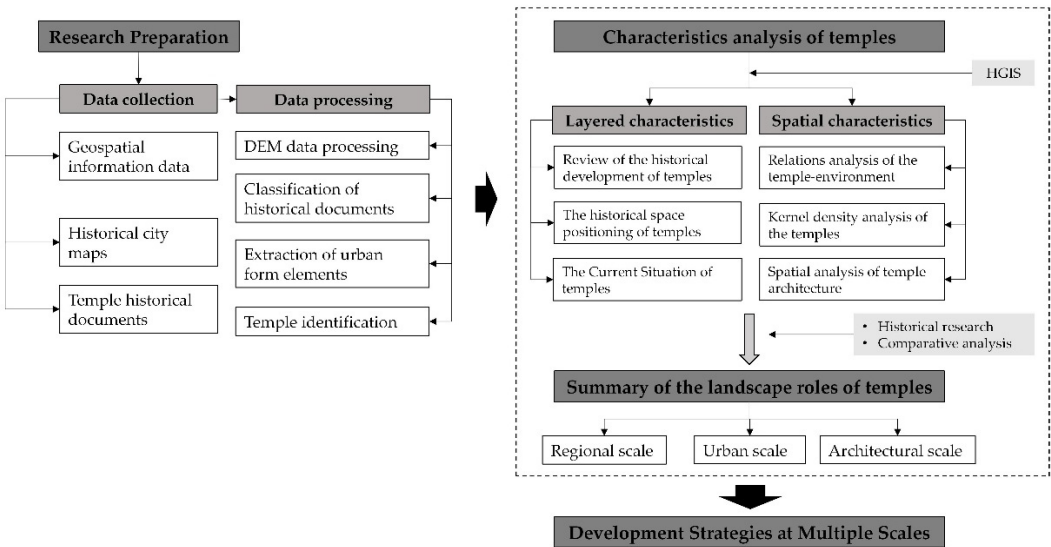 Research Preparation
Data collection
Data processing
Geospatial
information data
Historical city
maps
Temple historical
documents
DEM data processing
Classification of
historical documents
Extraction of urban
form elements
Temple identification
Characteristics analysis of temples
HGIS
Layered characteristics
Spatial characteristics
Review of the historical
development of temples
The historical space
positioning of temples
The Current Situation of
temples
Relations analysis of the
temple-environment
Kernel density analysis of
the temples
Spatial analysis of temple
architecture
• Historical research
• Comparative analysis
Summary of the landscape roles of temples
Regional scale
Urban scale
Architectural scale
Development Strategies at Multiple Scales